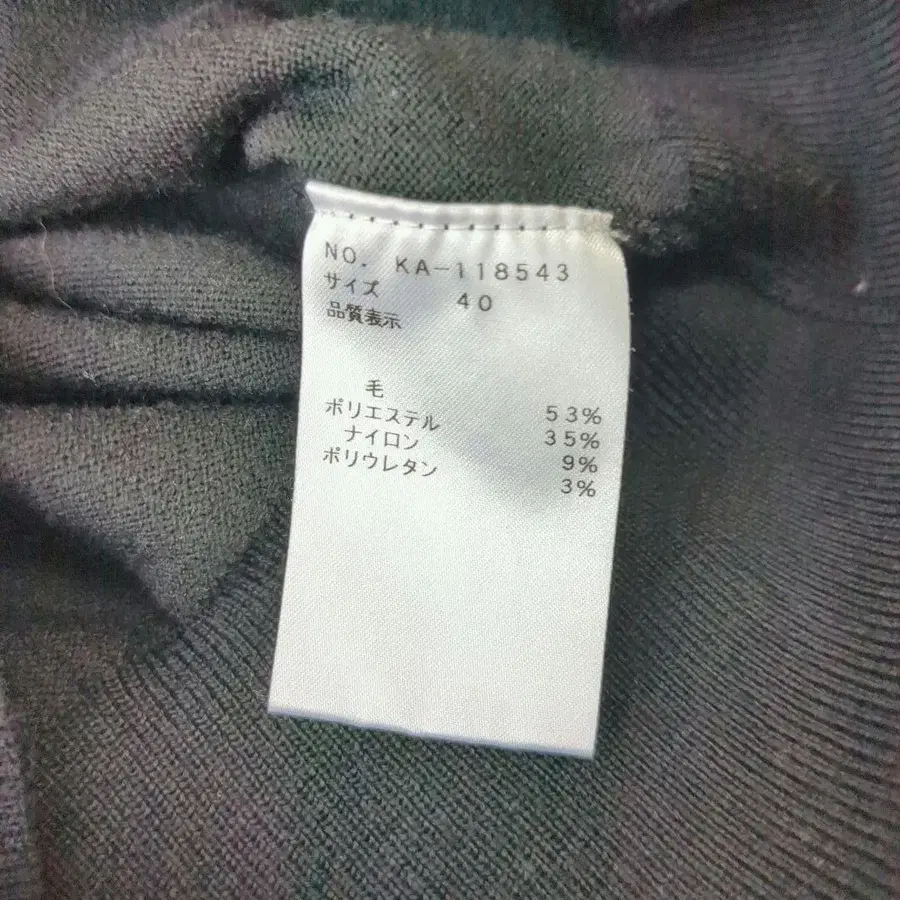 NO. KA-118543
サイズ 40
品質表示
毛 53%
ポリエステル 35%
ナイロン 9%
ポリウレタン 3%